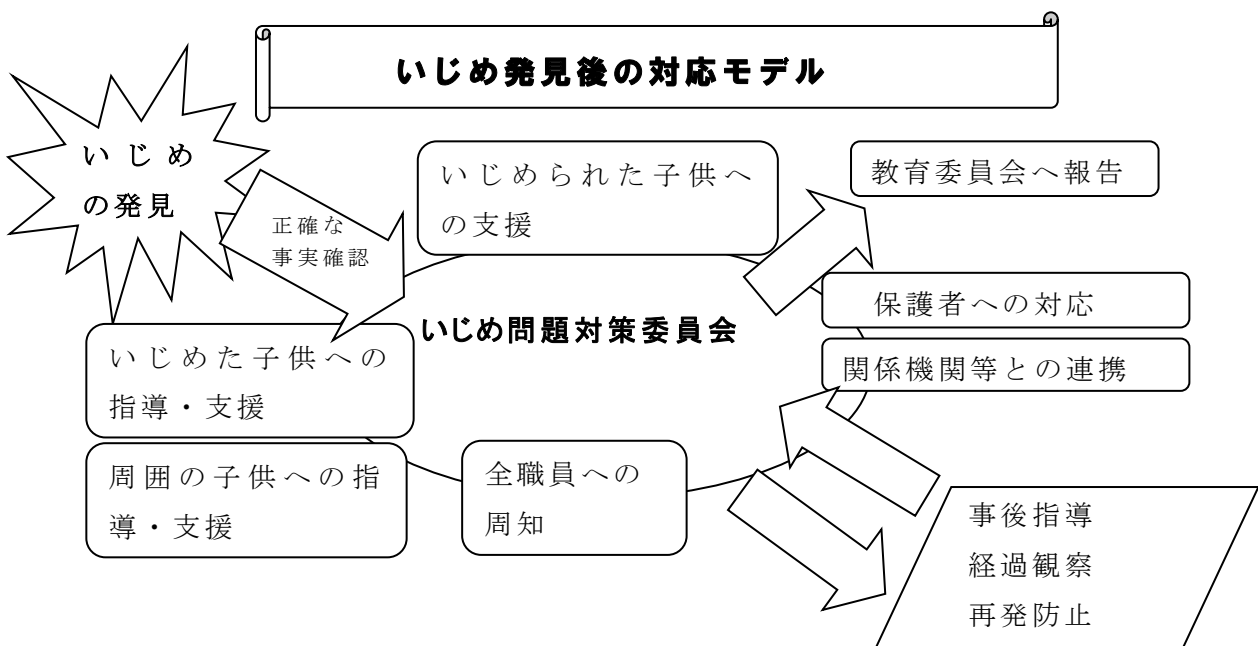 いじめ発見後の対応モデル
いじめ
の発見
正確な
事実確認
いじめられた子供へ
の支援
教育委員会へ報告
保護者への対応
関係機関等との連携
いじめ問題対策委員会
いじめた子供への
指導・支援
周囲の子供への指
導・支援
全職員への
周知
事後指導
経過観察
再発防止